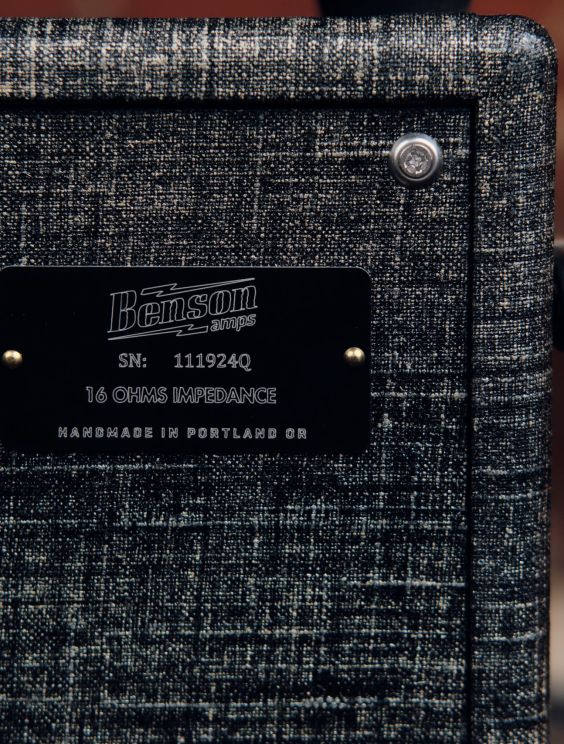 Benson
amps
SN: 111924Q
16 OHMS IMPEDANCE
HANDMADE IN PORTLAND OR